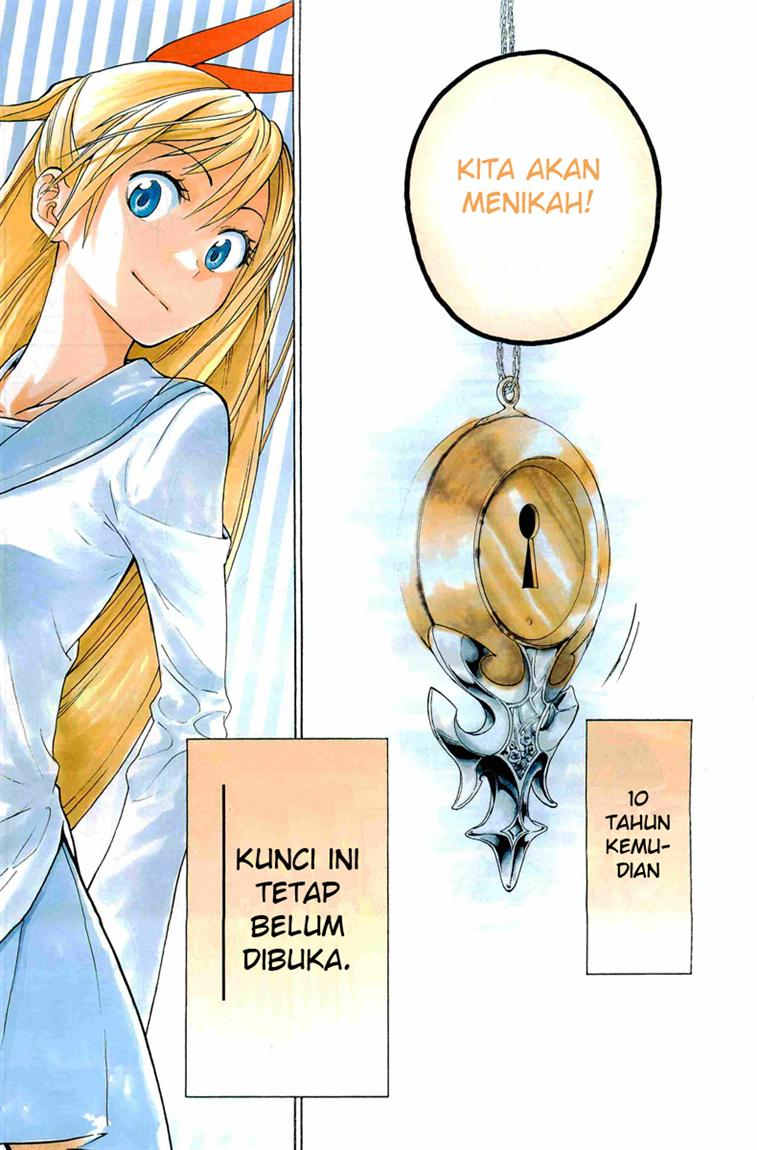 KITA AKAN
MENIKAH!
10
TAHUN
KEMU-
DIAN
KUNCI INI
TETAP
BELUM
DIBUKA.